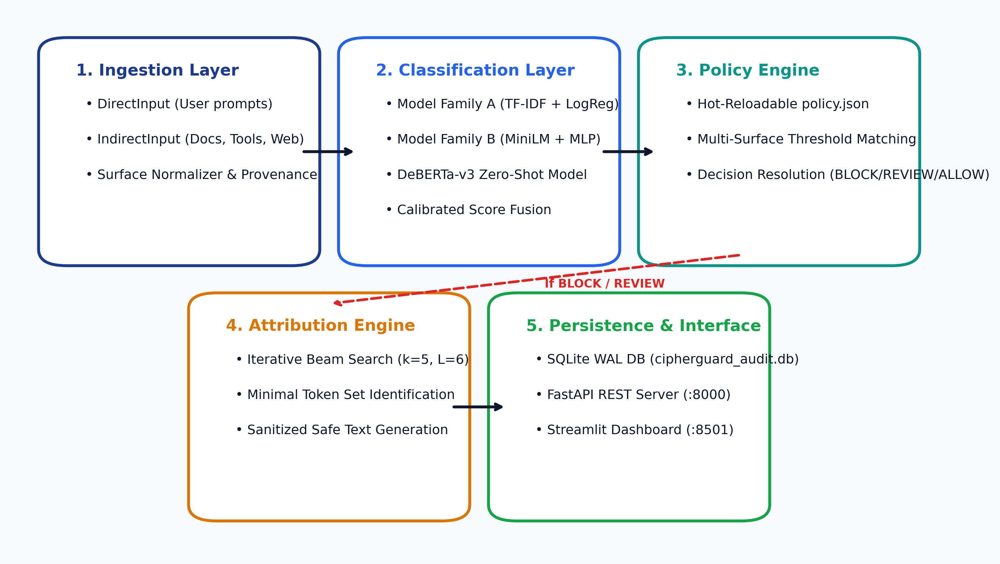 1. Ingestion Layer
• DirectInput (User prompts)
• IndirectInput (Docs, Tools, Web)
• Surface Normalizer & Provenance
2. Classification Layer
• Model Family A (TF-IDF + LogReg)
• Model Family B (MiniLM + MLP)
• DeBERTa-v3 Zero-Shot Model
• Calibrated Score Fusion
3. Policy Engine
• Hot-Reloadable policy.json
• Multi-Surface Threshold Matching
• Decision Resolution (BLOCK/REVIEW/ALLOW)
If BLOCK / REVIEW
4. Attribution Engine
• Iterative Beam Search (k=5, L=6)
• Minimal Token Set Identification
• Sanitized Safe Text Generation
5. Persistence & Interface
• SQLite WAL DB (cipherguard_audit.db)
• FastAPI REST Server (:8000)
• Streamlit Dashboard (:8501)